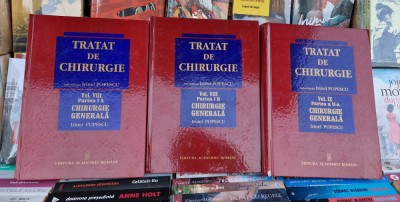 TRATAT
DE
CHIRURGIE
Irinel POPESCU
Vol. VIII
Partea I A
CHIRURGIE
GENERALĂ
Irinel POPESCU
EDITURA ACADEMIEI ROMÂNE
TRATAT
DE
CHIRURGIE
Irinel POPESCU
Vol. VIII
CHIRURGIE
GENERALĂ
Irinel POPESCU
EDITURA ACADEMIEI ROMÂNE
TRATAT
DE
CHIRURGIE
Irinel POPESCU
Vol. IX
Partea a II-a
CHIRURGIE
GENERALĂ
Irinel POPESCU
EDITURA ACADEMIEI ROMÂNE
doamna președintă
ANNE HOLT